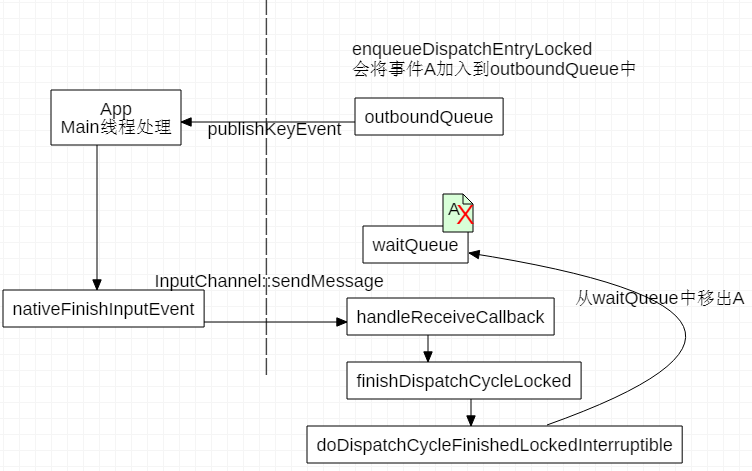 enqueueDispatchEntryLocked
会将事件A加入到outboundQueue中
App
Main线程处理
publishKeyEvent
outboundQueue
A
X
waitQueue
InputChannel::sendMessage
从waitQueue中移出A
nativeFinishInputEvent
handleReceiveCallback
finishDispatchCycleLocked
doDispatchCycleFinishedLockedInterruptible